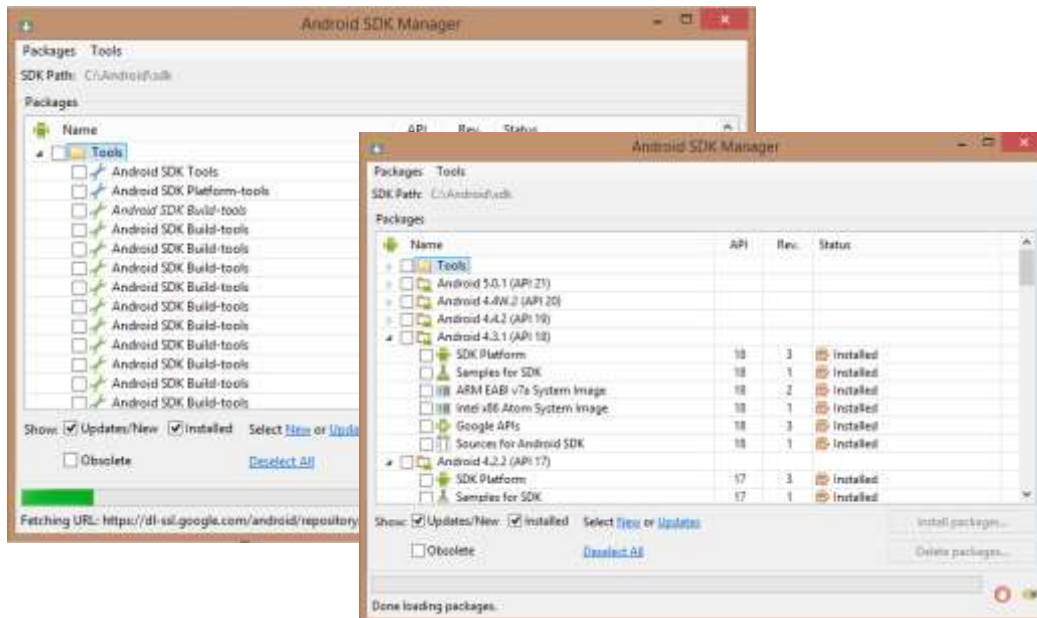 Android SDK Manager
Packages Tools
SDK Path: C:\Android\sdk
Packages
Name API Rev. Status
Tools
Android SDK Tools
Android SDK Platform-tools
Android SDK Build-tools
Android SDK Build-tools
Android SDK Build-tools
Android SDK Build-tools
Android SDK Build-tools
Android SDK Build-tools
Android SDK Build-tools
Android SDK Build-tools
Android SDK Build-tools
Android SDK Build-tools
Android SDK Build-tools
Show: Updates/New Installed Select New or Upda
Obsolete Deselect All
Fetching URL: https://dl-ssl.google.com/android/repository
Android SDK Manager
Packages Tools
SDK Path: C:\Android\sdk
Packages
Name API Rev. Status
Tools
Android 5.0.1 (API 21)
Android 4.4W.2 (API 20)
Android 4.4.2 (API 19)
Android 4.3.1 (API 18)
SDK Platform 18 3 Installed
Samples for SDK 18 1 Installed
ARM EABI v7a System Image 18 2 Installed
Intel x86 Atom System Image 18 1 Installed
Google APIs 18 3 Installed
Sources for Android SDK 18 1 Installed
Android 4.2.2 (API 17)
SDK Platform 17 3 Installed
Samples for SDK 17 1 Installed
Show: Updates/New Installed Select New or Updates Install packages...
Obsolete Deselect All Delete packages...
Done loading packages.